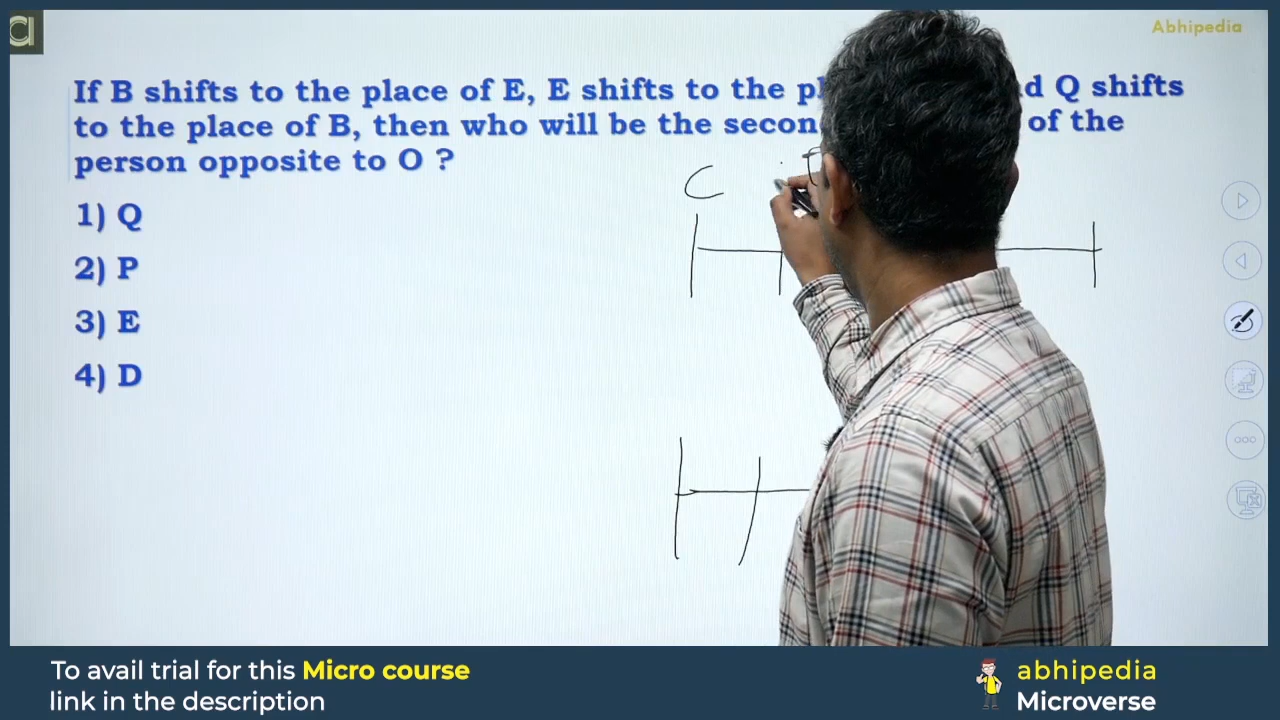 Abhipedia
If B shifts to the place of E, E shifts to the Q shifts
to the place of B, then who will be the of the
person opposite to O ?
1) Q
2) P
3) E
4) D
C
To avail trial for this Micro course
link in the description
abhipedia
Microverse